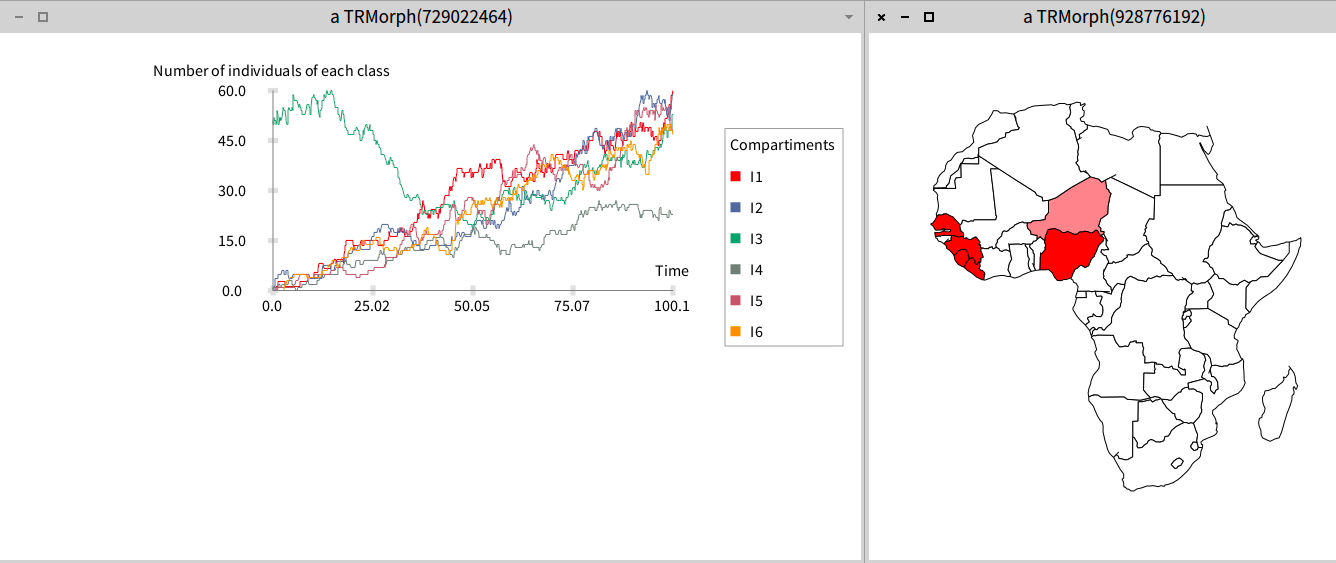 a TRMorph(729022464)
Number of individuals of each class
60.0
45.0
30.0
15.0
0.0
Time
0.0 25.02 50.05 75.07 100.1
Compartiments
I1
I2
I3
I4
I5
I6
a TRMorph(928776192)